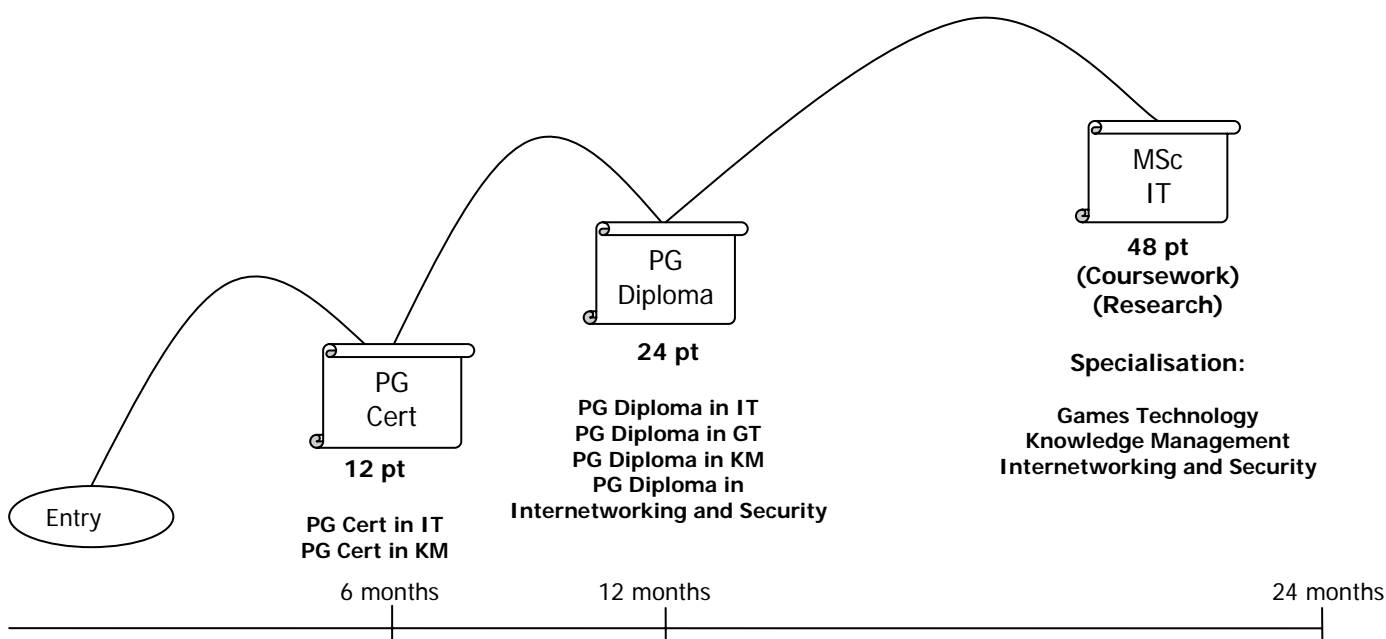 Entry
PG
Cert
12 pt
PG Cert in IT
PG Cert in KM
PG
Diploma
24 pt
PG Diploma in IT
PG Diploma in GT
PG Diploma in KM
PG Diploma in
Internetworking and Security
MSc
IT
48 pt
(Coursework)
(Research)
Specialisation:
Games Technology
Knowledge Management
Internetworking and Security
6 months
12 months
24 months